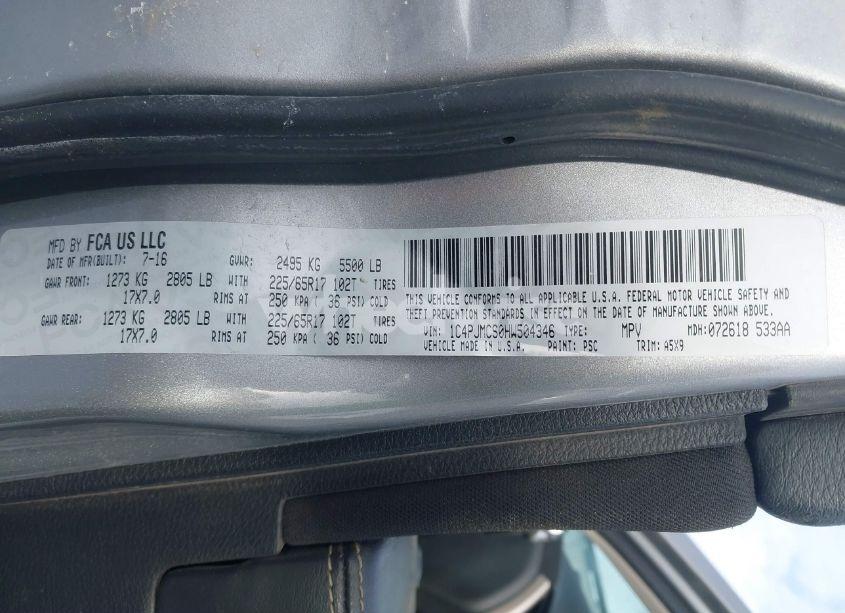 MFD BY FCA US LLC
DATE OF MFR(BUILT): 7-16 GVWR: 2495 KG 5500 LB
GAWR FRONT: 1273 KG 2805 LB WITH 225/65R17 102T TIRES
17X7.0 RIMS AT 250 KPA ( 36 PSI) COLD
GAWR REAR: 1273 KG 2805 LB WITH 225/65R17 102T TIRES
17X7.0 RIMS AT 250 KPA ( 36 PSI) COLD
THIS VEHICLE CONFORMS TO ALL APPLICABLE U.S.A. FEDERAL MOTOR VEHICLE SAFETY AND
THEFT PREVENTION STANDARDS IN EFFECT ON THE DATE OF MANUFACTURE SHOWN ABOVE.
VIN: 1C4PJMCS0HW504346 TYPE: MPV MDH: 072618 533AA
VEHICLE MADE IN U.S.A. PAINT: PSC TRIM: A5X9